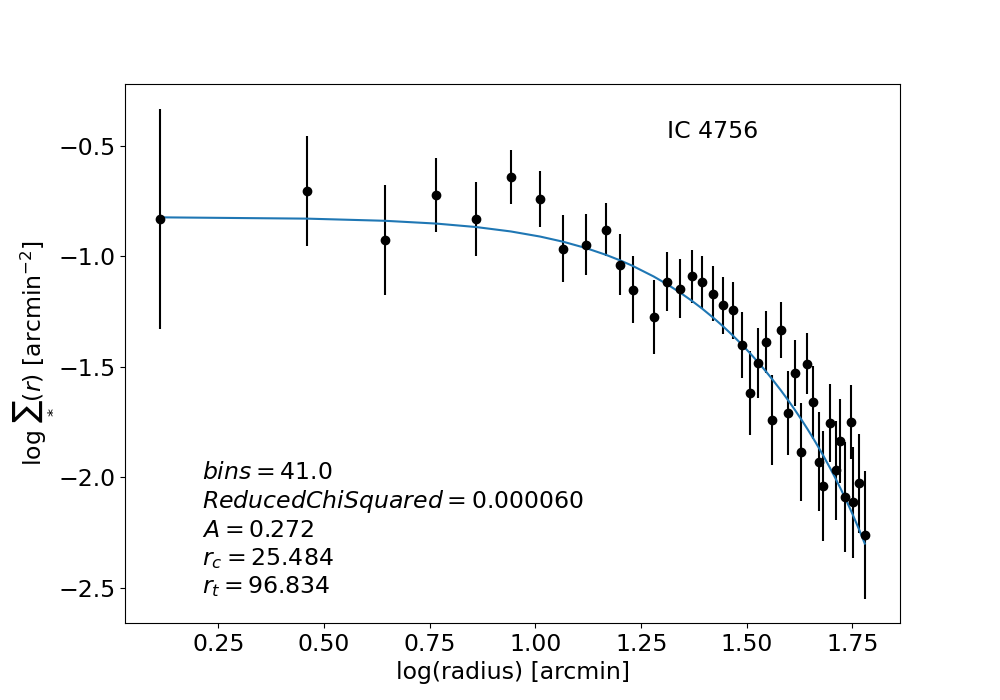 IC 4756
−0.5
−1.0
−1.5
−2.0
−2.5
log ∑*(r) [arcmin−2]
bins = 41.0
ReducedChiSquared = 0.000060
A = 0.272
rc = 25.484
rt = 96.834
0.25 0.50 0.75 1.00 1.25 1.50 1.75
log(radius) [arcmin]